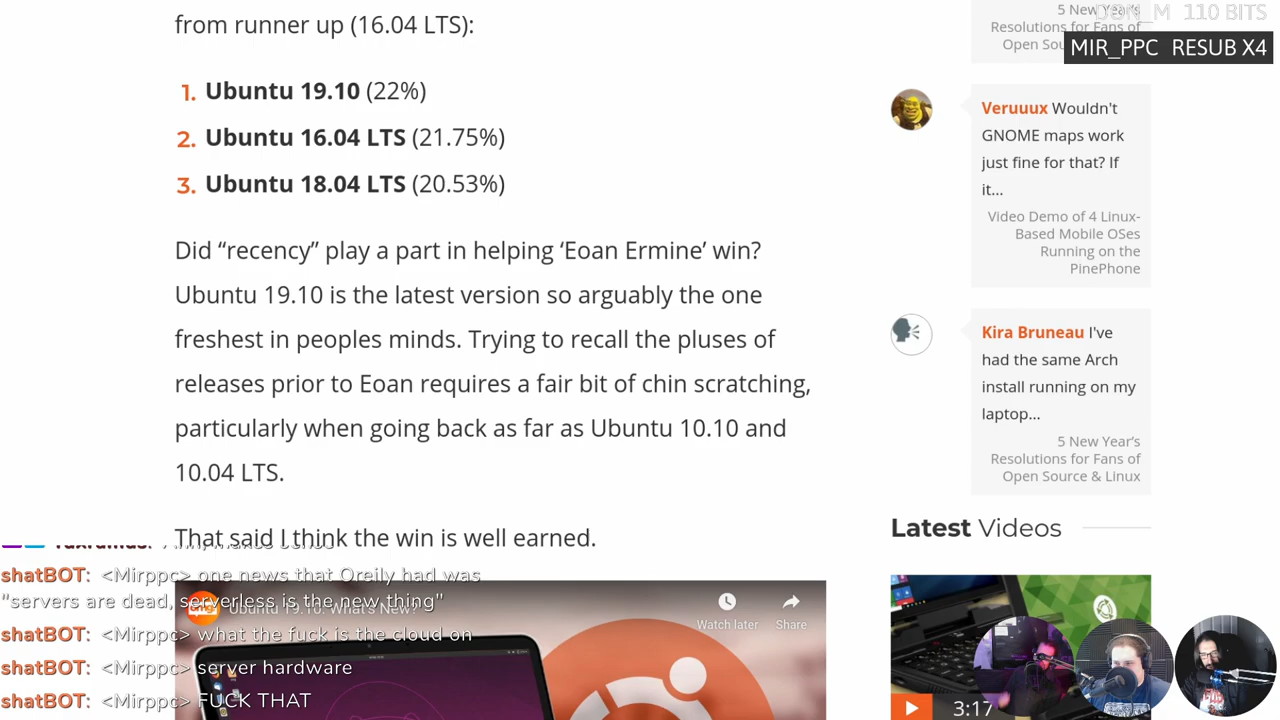 from runner up (16.04 LTS):
1. Ubuntu 19.10 (22%)
2. Ubuntu 16.04 LTS (21.75%)
3. Ubuntu 18.04 LTS (20.53%)
Did “recency” play a part in helping ‘Eoan Ermine’ win?
Ubuntu 19.10 is the latest version so arguably the one
freshest in peoples minds. Trying to recall the pluses of
releases prior to Eoan requires a fair bit of chin scratching,
particularly when going back as far as Ubuntu 10.10 and
10.04 LTS.
That said I think the win is well earned.
Ubuntu 19.10: What's New?
Watch later
Share
shatBOT: <Mirppc> one news that Oreily had was
"servers are dead, serverless is the new thing"
shatBOT: <Mirppc> what the fuck is the cloud on
shatBOT: <Mirppc> server hardware
shatBOT: <Mirppc> FUCK THAT
DON_M 110 BITS
MIR_PPC RESUB X4
5 New Year's
Resolutions for Fans of
Open
Veruuux Wouldn't
GNOME maps work
just fine for that? If
it...
Video Demo of 4 Linux-
Based Mobile OSes
Running on the
PinePhone
Kira Bruneau I've
had the same Arch
install running on my
laptop...
5 New Year's
Resolutions for Fans of
Open Source & Linux
Latest Videos
3:17